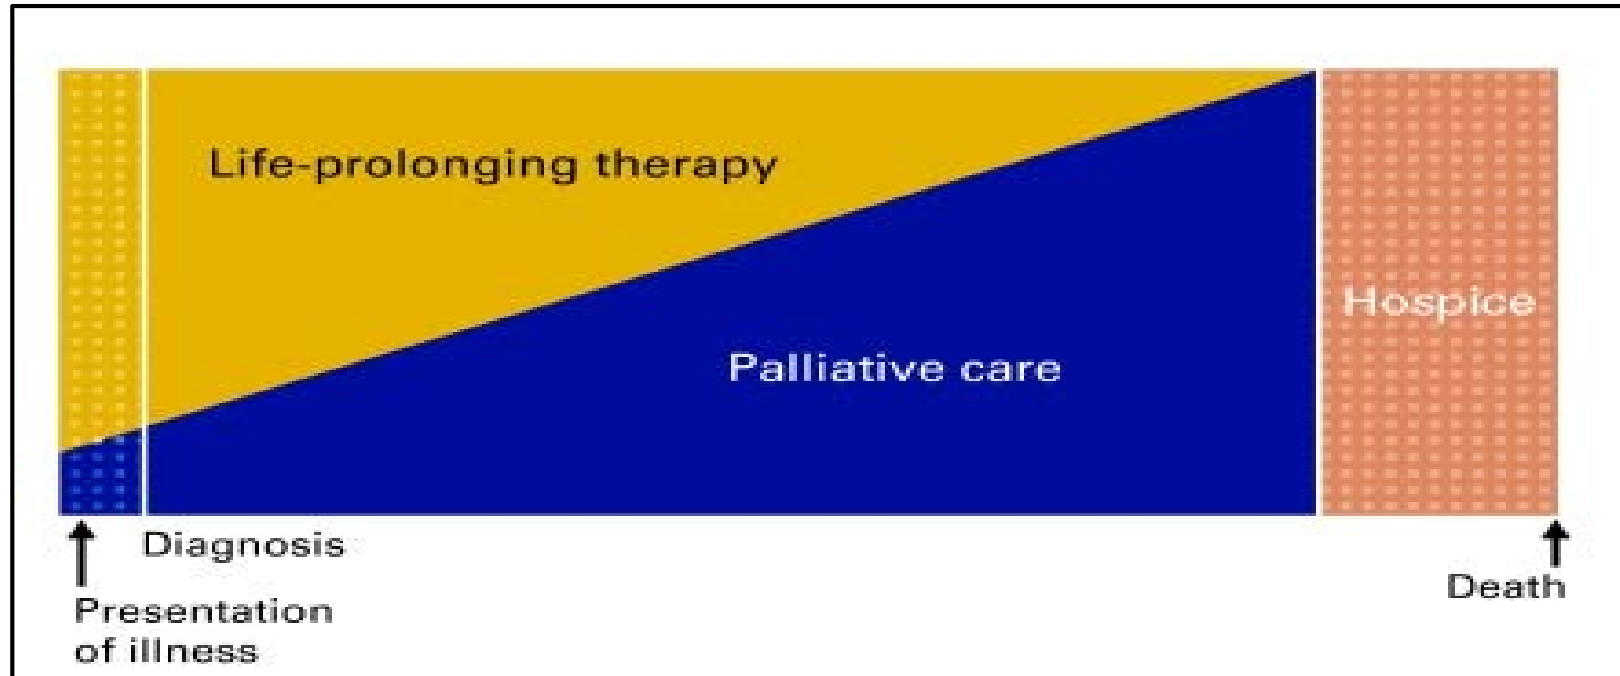 Life-prolonging therapy
Palliative care
Hospice
Diagnosis
Presentation
of illness
Death